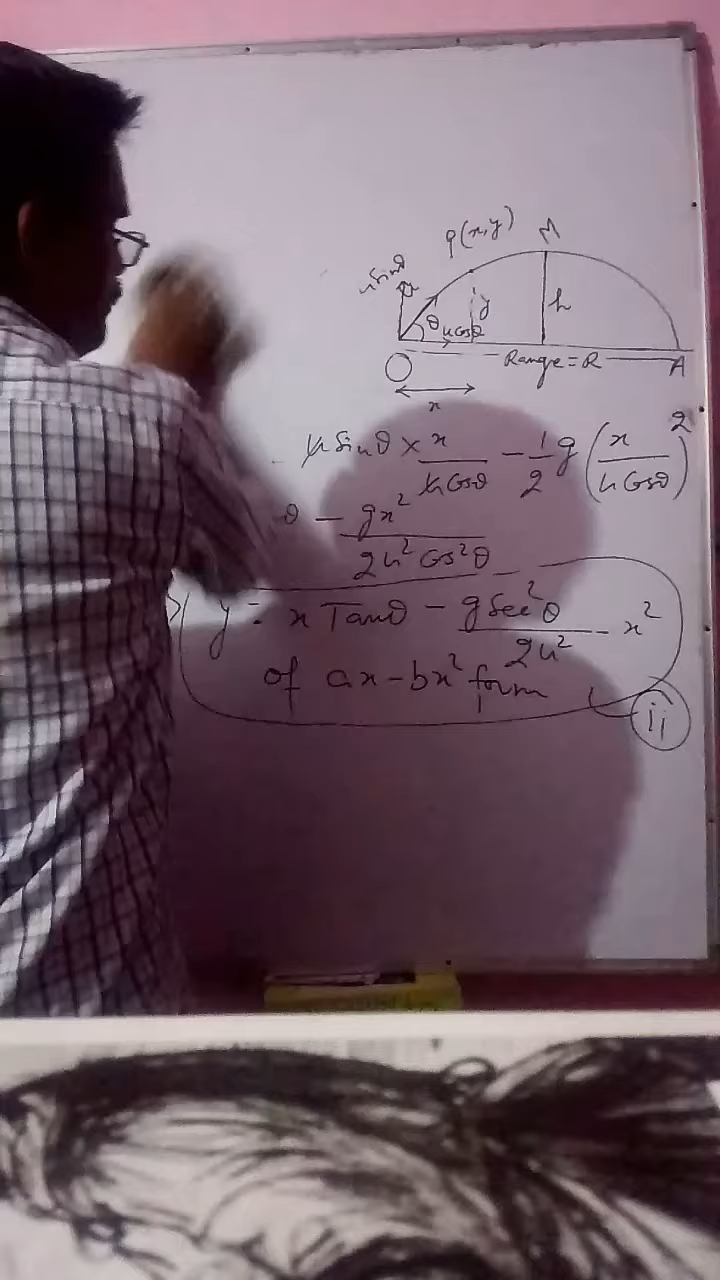 P(x,y) M
u sinθ u
y h
θ u cosθ
O Range = R A
x
u sinθ × x/(u cosθ) - 1/2 g (x/(u cosθ))²
θ - gx²/(2u² cos²θ)
y = x Tanθ - g sec²θ/(2u²) - x²
of ax - bx² form
ii